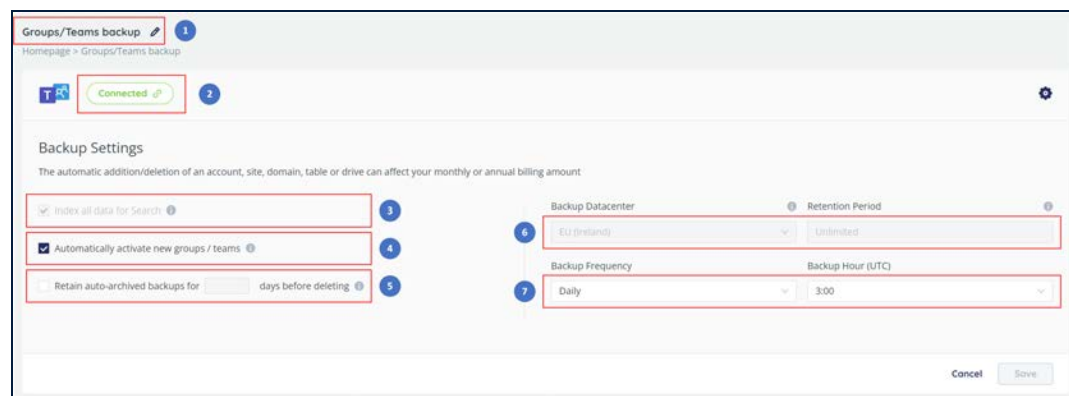 Groups/Teams backup 1
Homepage > Groups/Teams backup
T Connected 2
Backup Settings
The automatic addition/deletion of an account, site, domain, table or drive can affect your monthly or annual billing amount
Index all data for Search 3
Automatically activate new groups / teams 4
Retain auto-archived backups for days before deleting 5
Backup Datacenter Retention Period
6 EU (Ireland) Unlimited
Backup Frequency Backup Hour (UTC)
7 Daily 3:00
Cancel Save